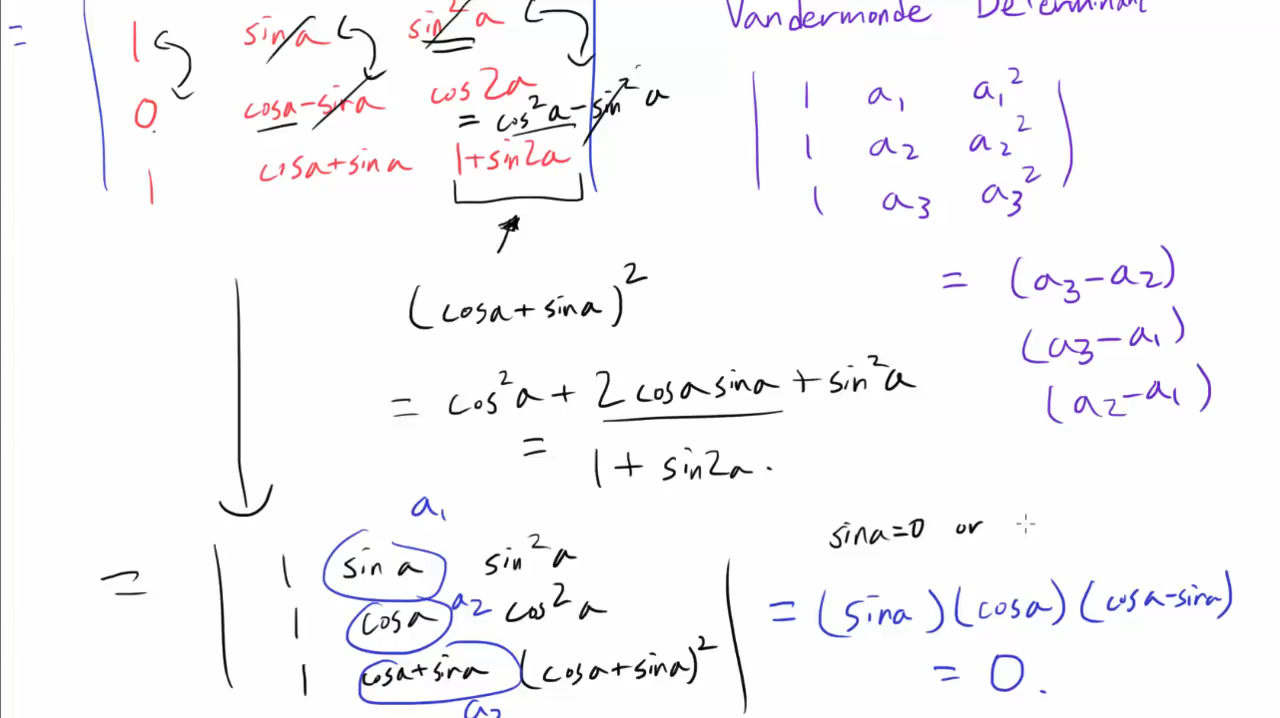 = | 1 sina sin²a |
0 cosa-sina cos2a
= cos²a - sin²a
1 cosa+sina 1+sin2a
(cosa+sina)²
= cos²a + 2cosasina + sin²a
= 1 + sin2a.
Vandermonde Determinant
1 a₁ a₁²
1 a₂ a₂²
1 a₃ a₃²
= (a₃-a₂)
(a₃-a₁)
(a₂-a₁)
a₁
= | 1 sin a sin²a |
1 cosa a₂ cos²a
1 cosa+sina (cosa+sina)²
sina=0 or
= (sina)(cosa)(cosa-sina)
= 0.